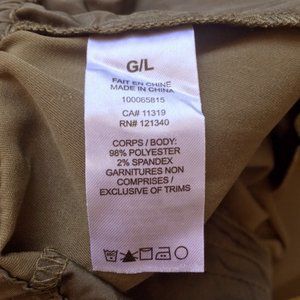 G/L
FAIT EN CHINE
MADE IN CHINA
100065815
CA# 11319
RN# 121340
CORPS / BODY:
98% POLYESTER
2% SPANDEX
GARNITURES NON
COMPRISES /
EXCLUSIVE OF TRIMS